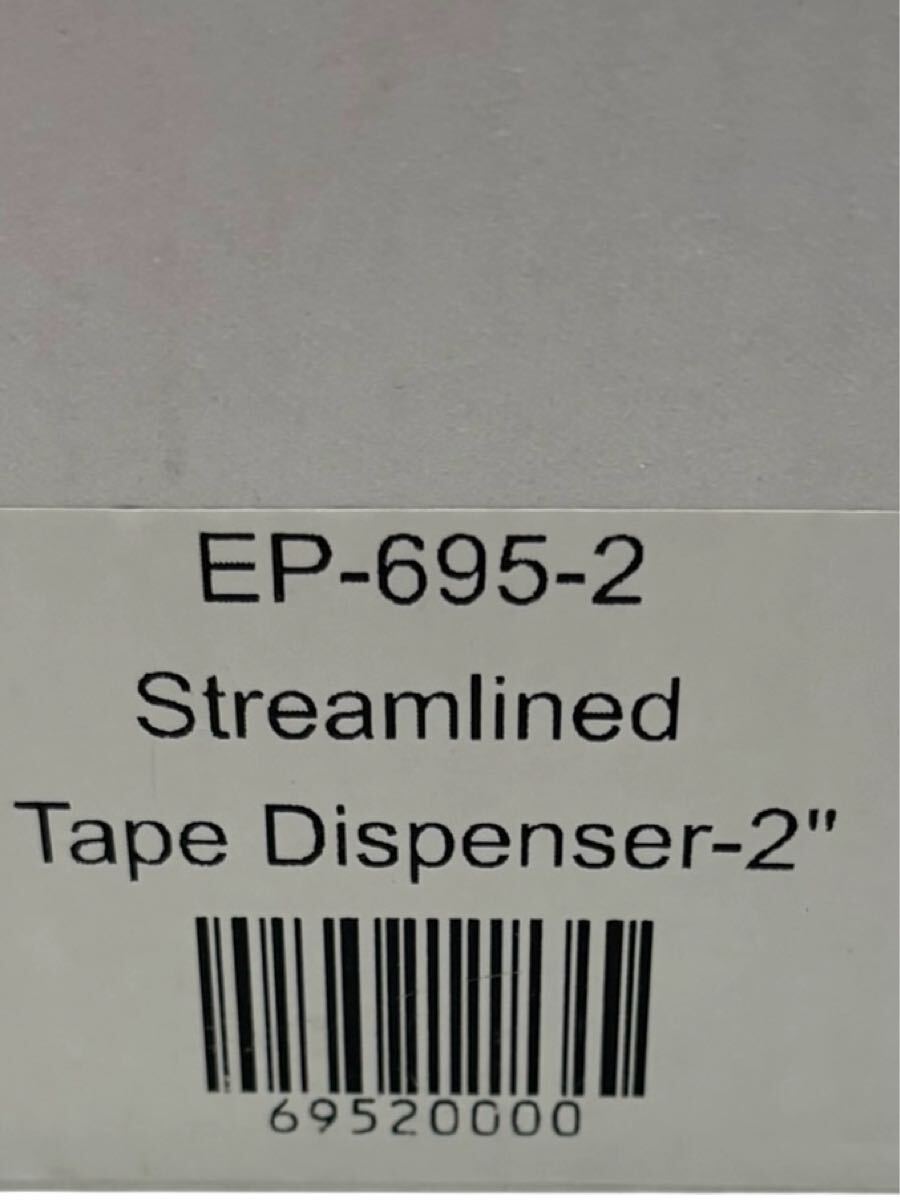 EP-695-2
Streamlined
Tape Dispenser-2"
69520000